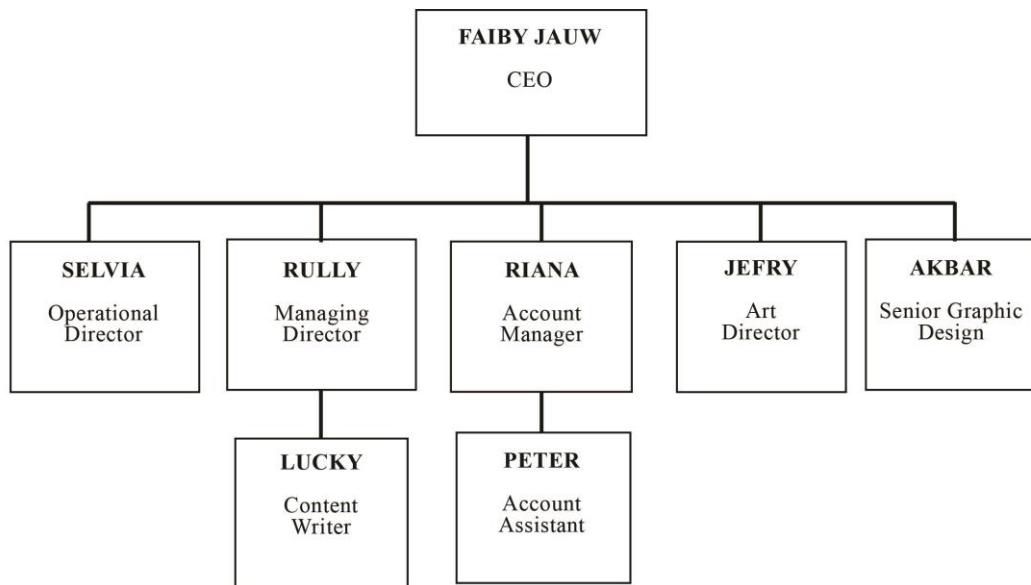 FAIBY JAUW
CEO
SELVIA
Operational
Director
RULLY
Managing
Director
RIANA
Account
Manager
JEFRY
Art
Director
AKBAR
Senior Graphic
Design
LUCKY
Content
Writer
PETER
Account
Assistant